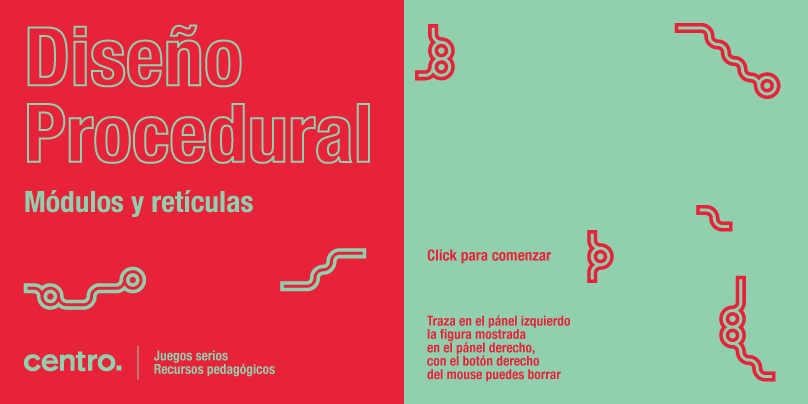 Diseño
Procedural
Módulos y retículas
centro.
Juegos serios
Recursos pedagógicos
Click para comenzar
Traza en el pánel izquierdo
la figura mostrada
en el pánel derecho,
con el botón derecho
del mouse puedes borrar